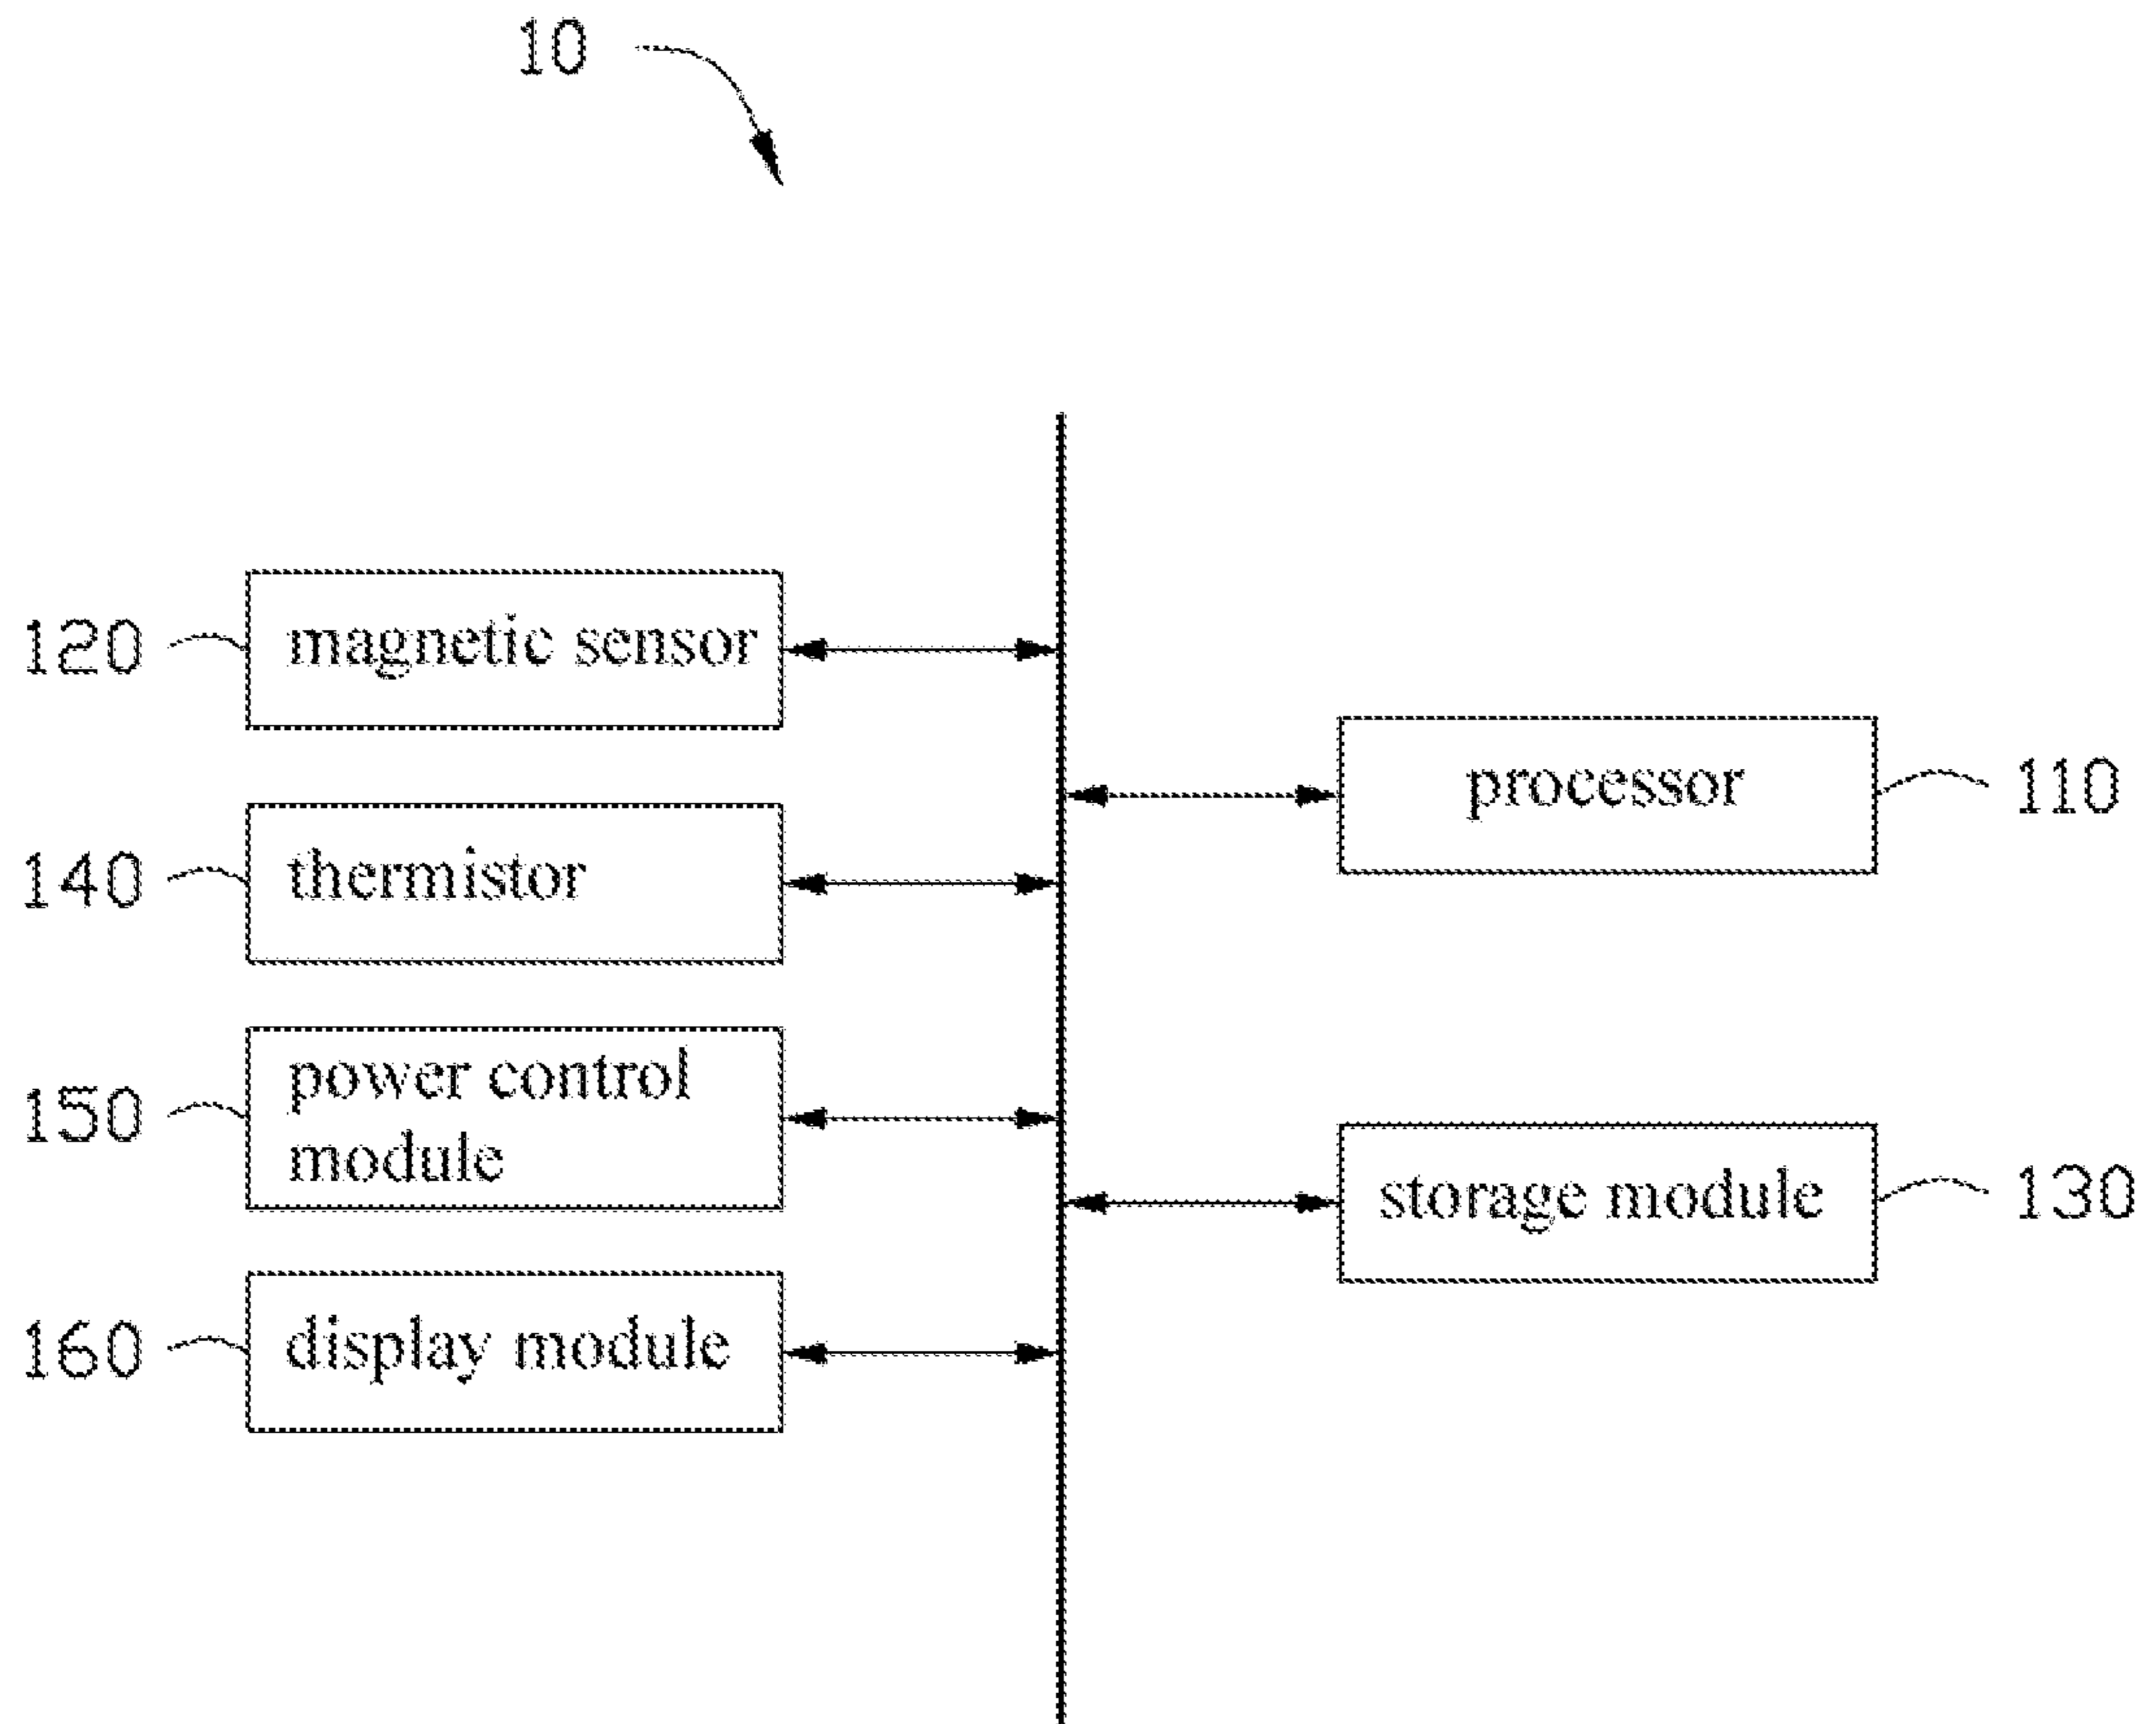 10
120 magnetic sensor
processor 110
140 thermistor
150 power control
module
storage module 130
160 display module